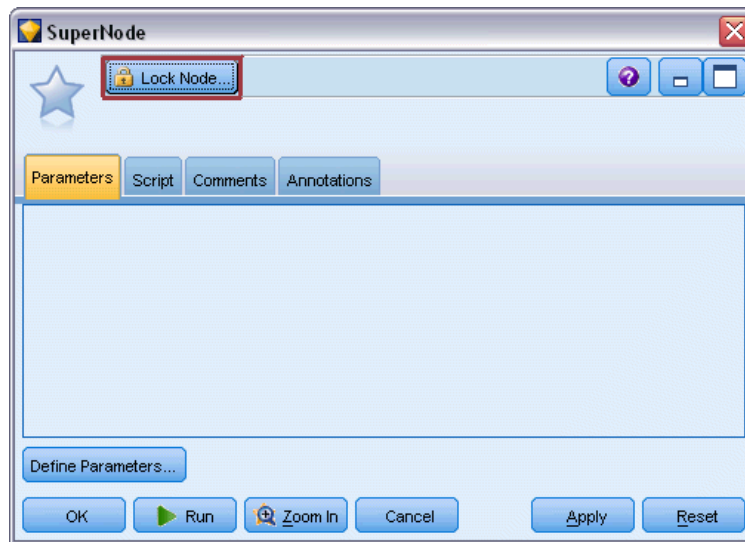 SuperNode
Lock Node...
Parameters Script Comments Annotations
Define Parameters...
OK Run Zoom In Cancel Apply Reset